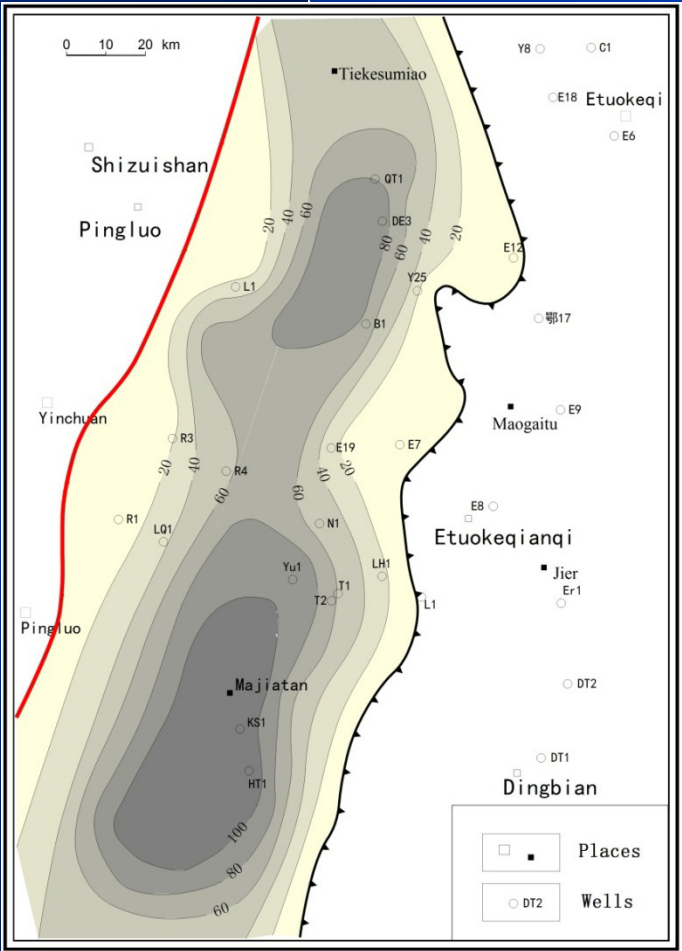 0 10 20 km
Y8
C1
Tiekesumiao
E18
Etuokeqi
E6
Shizuishan
QT1
Pingluo
DE3
20
40
60
80
60
40
20
E12
Y25
L1
B1
鄂17
Yinchuan
Maogaitu
E9
R3
E19
E7
20
40
R4
60
60
40
20
E8
R1
N1
LQ1
Etuokeqianqi
Yu1
LH1
Jier
T1
T2
L1
Er1
Pingluo
Majiatan
DT2
KS1
DT1
HT1
Dingbian
100
80
60
Places
DT2
Wells